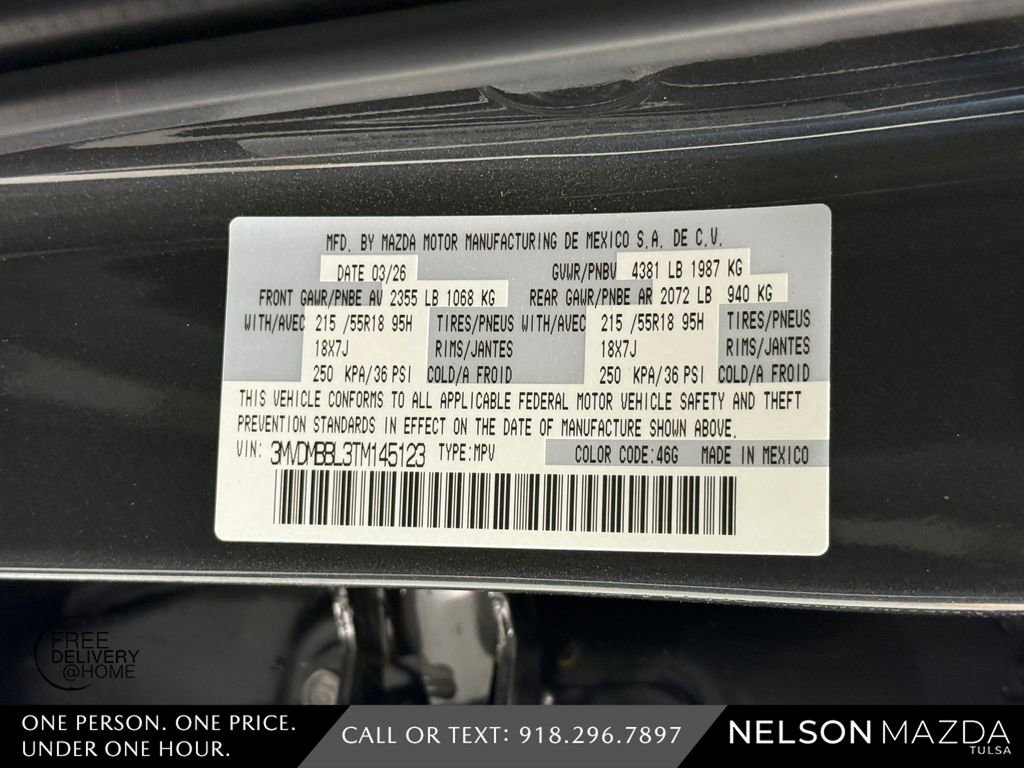 MFD. BY MAZDA MOTOR MANUFACTURING DE MEXICO S.A. DE C.V.
DATE 03/26 GVWR/PNBV 4381 LB 1987 KG
FRONT GAWR/PNBE AV 2355 LB 1068 KG REAR GAWR/PNBE AR 2072 LB 940 KG
WITH/AVEC 215 /55R18 95H TIRES/PNEUS WITH/AVEC 215 /55R18 95H TIRES/PNEUS
18X7J RIMS/JANTES 18X7J RIMS/JANTES
250 KPA/36 PSI COLD/A FROID 250 KPA/36 PSI COLD/A FROID
THIS VEHICLE CONFORMS TO ALL APPLICABLE FEDERAL MOTOR VEHICLE SAFETY AND THEFT
PREVENTION STANDARDS IN EFFECT ON THE DATE OF MANUFACTURE SHOWN ABOVE.
VIN: 3MVDMBBL3TM145123 TYPE:MPV COLOR CODE:46G MADE IN MEXICO
FREE
DELIVERY
@HOME
ONE PERSON. ONE PRICE.
UNDER ONE HOUR.
CALL OR TEXT: 918.296.7897
NELSON MAZDA
TULSA